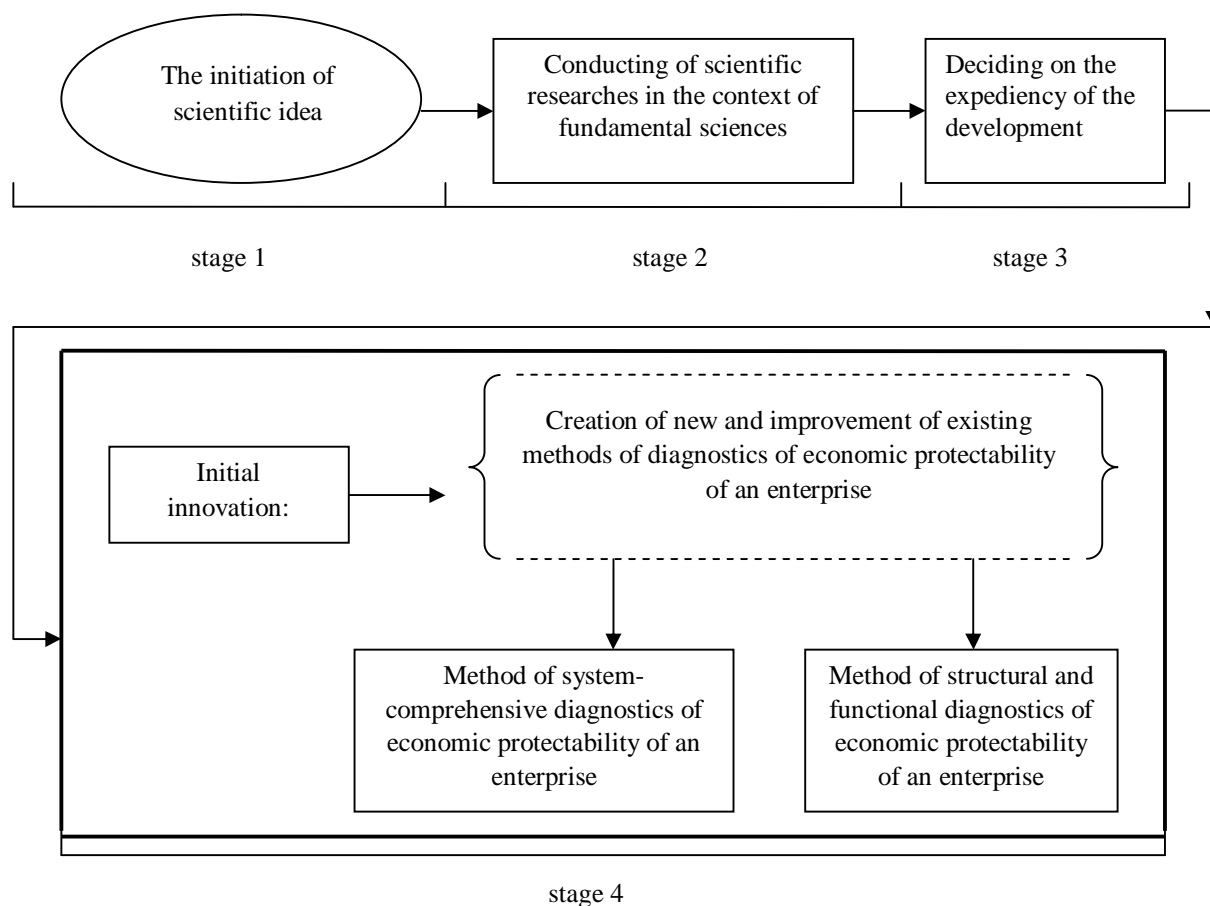 The initiation of
scientific idea
Conducting of scientific
researches in the context of
fundamental sciences
Deciding on the
expediency of the
development
stage 1
stage 2
stage 3
Initial
innovation:
Creation of new and improvement of existing
methods of diagnostics of economic protectability
of an enterprise
Method of system-
comprehensive diagnostics of
economic protectability of an
enterprise
Method of structural and
functional diagnostics of
economic protectability
of an enterprise
stage 4